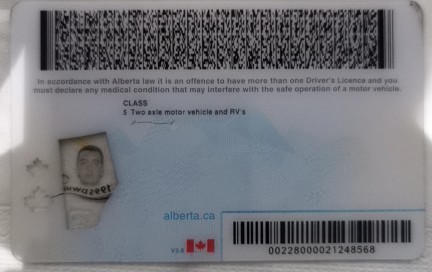 In accordance with Alberta law it is an offence to have more than one Driver's Licence and you
must declare any medical condition that may interfere with the safe operation of a motor vehicle.
CLASS
5 Two axle motor vehicle and RV's
alberta.ca
00228000021248568